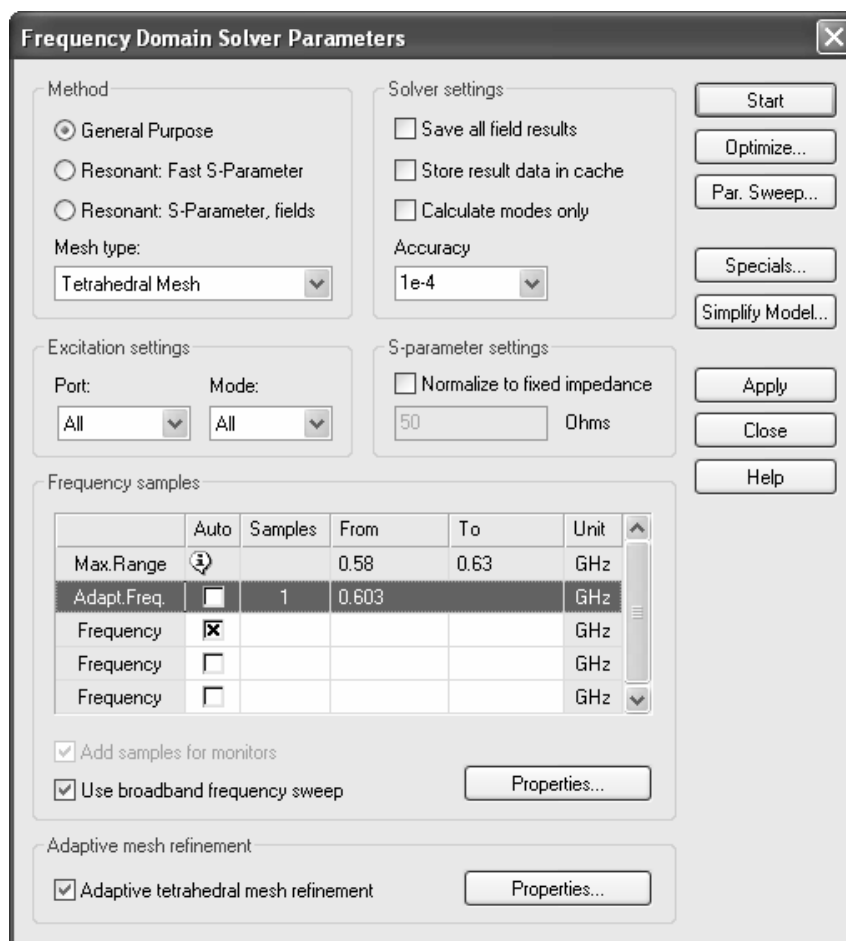 Frequency Domain Solver Parameters
Method
General Purpose
Resonant: Fast S-Parameter
Resonant: S-Parameter, fields
Mesh type:
Tetrahedral Mesh
Solver settings
Save all field results
Store result data in cache
Calculate modes only
Accuracy
1e-4
Start
Optimize...
Par. Sweep...
Specials...
Simplify Model...
Apply
Close
Help
Excitation settings
Port: Mode:
All All
S-parameter settings
Normalize to fixed impedance
50 Ohms
Frequency samples
Auto Samples From To Unit
Max.Range 0.58 0.63 GHz
Adapt.Freq. 1 0.603 GHz
Frequency GHz
Frequency GHz
Frequency GHz
Add samples for monitors
Use broadband frequency sweep Properties...
Adaptive mesh refinement
Adaptive tetrahedral mesh refinement Properties...